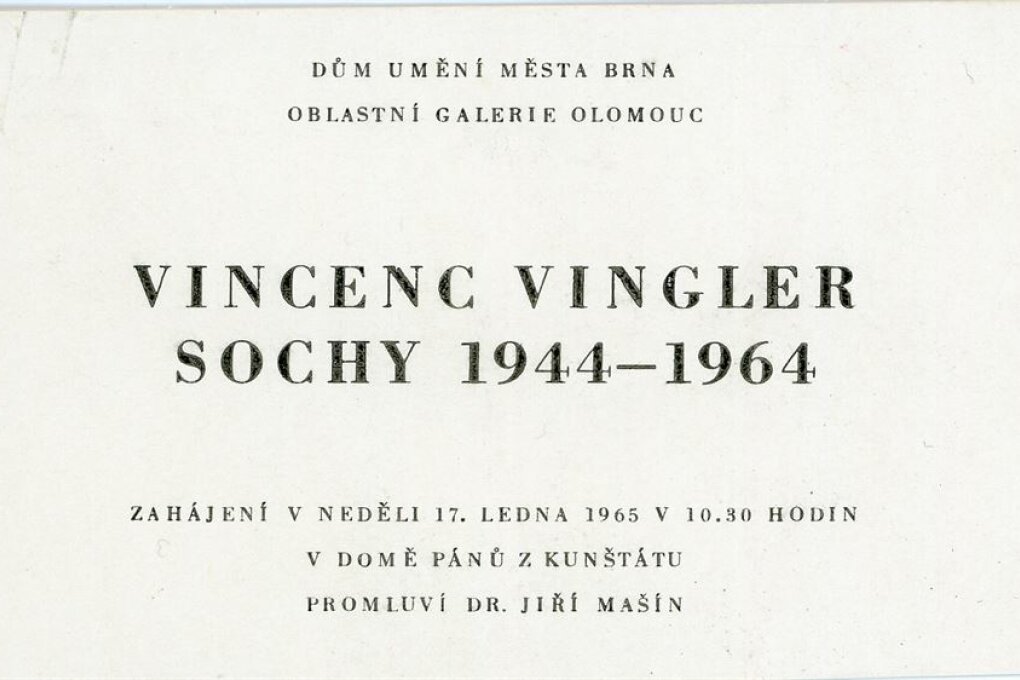 DŮM UMĚNÍ MĚSTA BRNA
OBLASTNÍ GALERIE OLOMOUC
VINCENC VINGLER
SOCHY 1944–1964
ZAHÁJENÍ V NEDĚLI 17. LEDNA 1965 V 10.30 HODIN
V DOMĚ PÁNŮ Z KUNŠTÁTU
PROMLUVÍ DR. JIŘÍ MAŠÍN